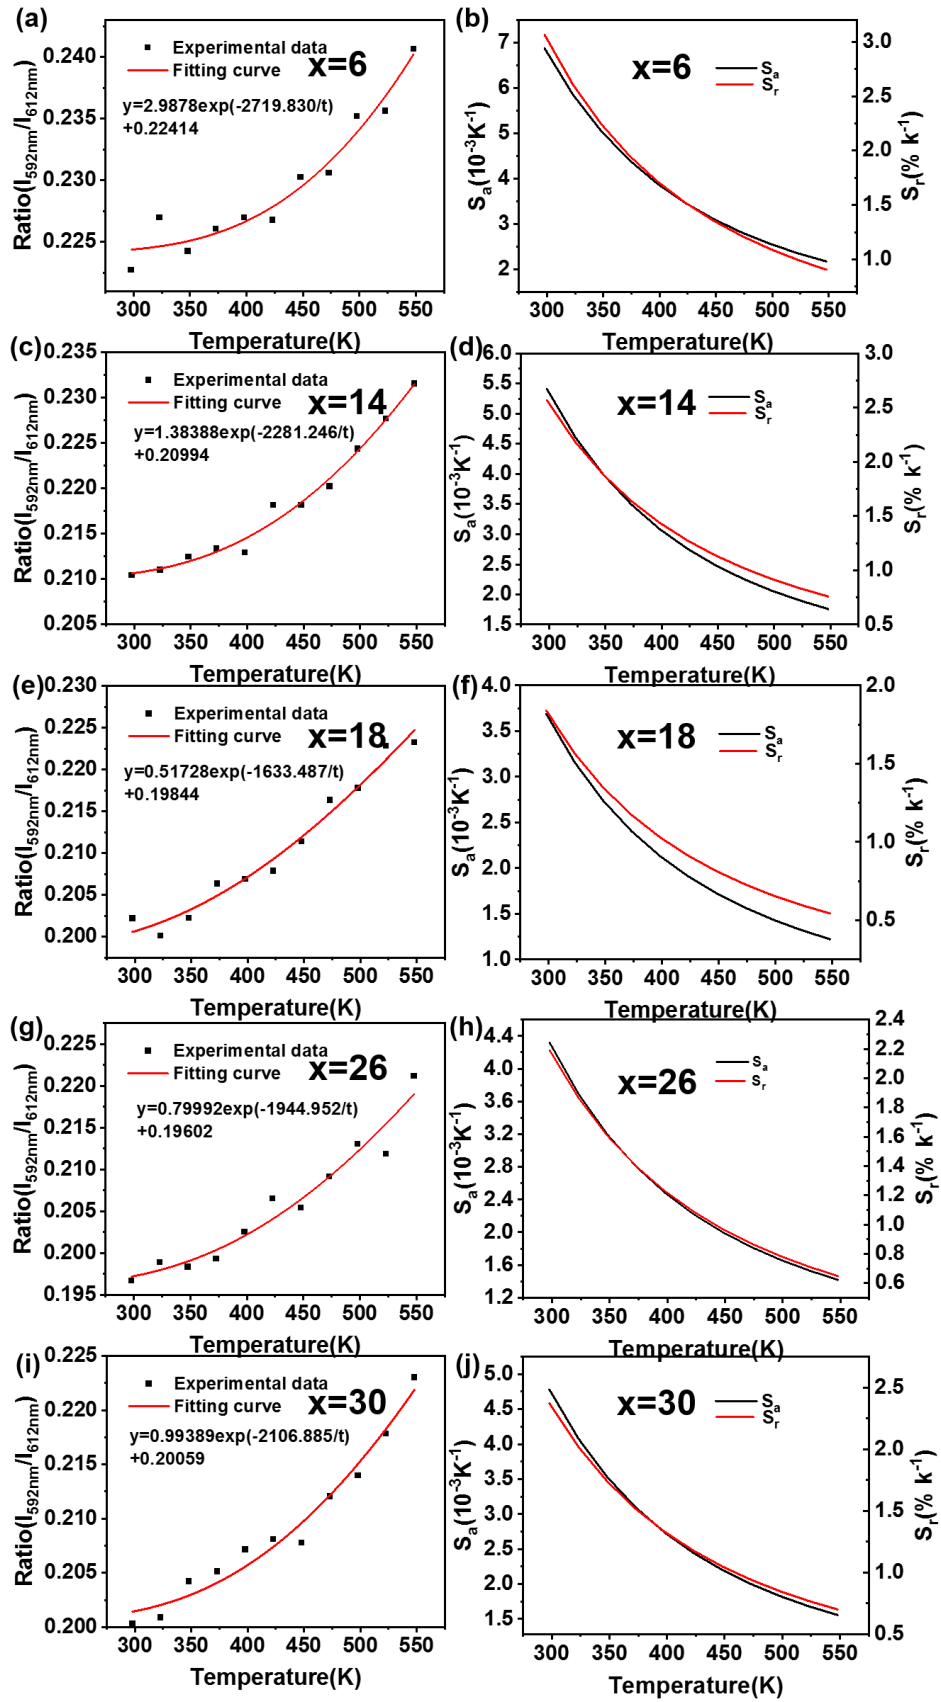 (a)
0.240
0.235
0.230
0.225
Ratio(I592nm/I612nm)
Experimental data
Fitting curve
x=6
y=2.9878exp(-2719.830/t)
+0.22414
300 350 400 450 500 550
Temperature(K)
(b)
7
6
5
4
3
2
Sa(10-3K-1)
x=6
Sa
Sr
3.0
2.5
2.0
1.5
1.0
Sr(% k-1)
300 350 400 450 500 550
Temperature(K)
(c)
0.235
0.230
0.225
0.220
0.215
0.210
0.205
Ratio(I592nm/I612nm)
Experimental data
Fitting curve
x=14
y=1.38388exp(-2281.246/t)
+0.20994
300 350 400 450 500 550
Temperature(K)
(d)
6.0
5.5
5.0
4.5
4.0
3.5
3.0
2.5
2.0
1.5
Sa(10-3K-1)
x=14
Sa
Sr
3.0
2.5
2.0
1.5
1.0
0.5
Sr(% k-1)
300 350 400 450 500 550
Temperature(K)
(e)
0.230
0.225
0.220
0.215
0.210
0.205
0.200
Ratio(I592nm/I612nm)
Experimental data
Fitting curve
x=18
y=0.51728exp(-1633.487/t)
+0.19844
300 350 400 450 500 550
Temperature(K)
(f)
4.0
3.5
3.0
2.5
2.0
1.5
1.0
Sa(10-3K-1)
x=18
Sa
Sr
2.0
1.5
1.0
0.5
Sr(% k-1)
300 350 400 450 500 550
Temperature(K)
(g)
0.225
0.220
0.215
0.210
0.205
0.200
0.195
Ratio(I592nm/I612nm)
Experimental data
Fitting curve
x=26
y=0.79992exp(-1944.952/t)
+0.19602
300 350 400 450 500 550
Temperature(K)
(h)
4.4
4.0
3.6
3.2
2.8
2.4
2.0
1.6
1.2
Sa(10-3K-1)
x=26
Sa
Sr
2.4
2.2
2.0
1.8
1.6
1.4
1.2
1.0
0.8
0.6
Sr(% k-1)
300 350 400 450 500 550
Temperature(K)
(i)
0.225
0.220
0.215
0.210
0.205
0.200
Ratio(I592nm/I612nm)
Experimental data
Fitting curve
x=30
y=0.99389exp(-2106.885/t)
+0.20059
300 350 400 450 500 550
Temperature(K)
(j)
5.0
4.5
4.0
3.5
3.0
2.5
2.0
1.5
Sa(10-3K-1)
x=30
Sa
Sr
2.5
2.0
1.5
1.0
0.5
Sr(% k-1)
300 350 400 450 500 550
Temperature(K)